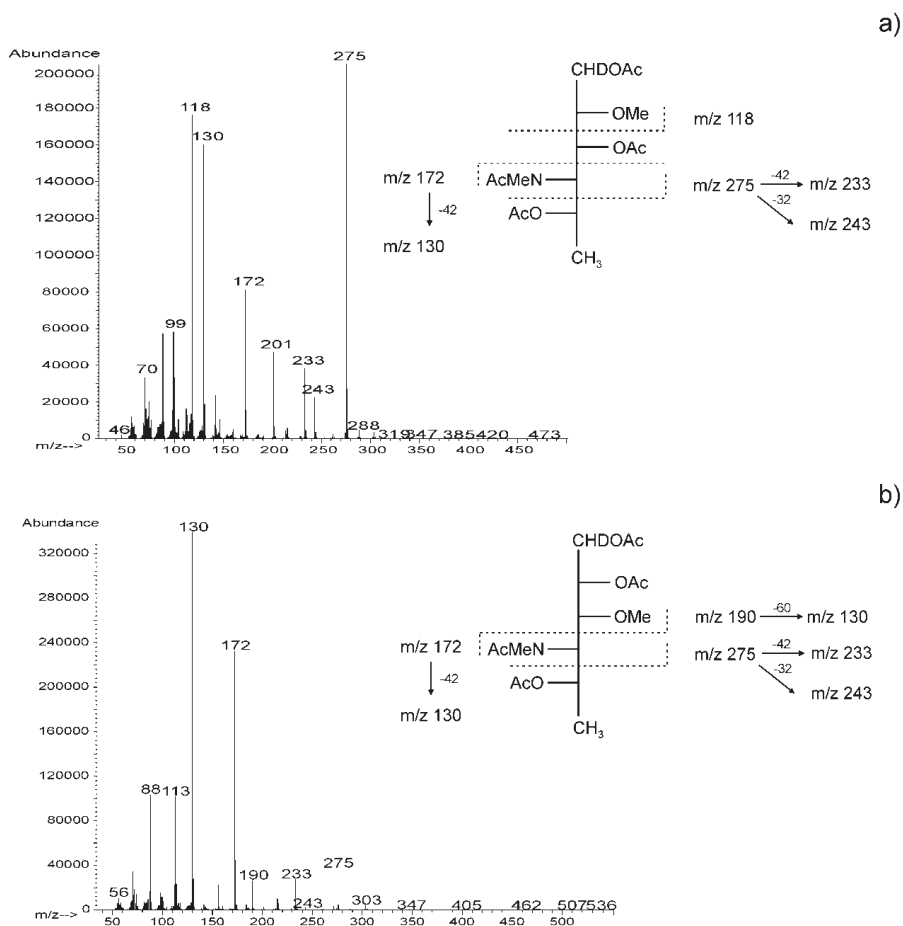 a)
Abundance
200000
180000
160000
140000
120000
100000
80000
60000
40000
20000
0
m/z-->
50 100 150 200 250 300 350 400 450
46 70 99 118 130 172 201 233 243 275 288 319 347 385 420 473
CHDOAc
OMe
OAc
AcMeN
AcO
CH3
m/z 118
m/z 172
-42
m/z 130
m/z 275 -42 m/z 233
-32
m/z 243
b)
Abundance
320000
280000
240000
200000
160000
120000
80000
40000
0
m/z-->
50 100 150 200 250 300 350 400 450 500
56 88 113 130 172 190 233 243 275 303 347 405 462 507 536
CHDOAc
OAc
OMe
AcMeN
AcO
CH3
m/z 190 -60 m/z 130
m/z 172
-42
m/z 130
m/z 275 -42 m/z 233
-32
m/z 243